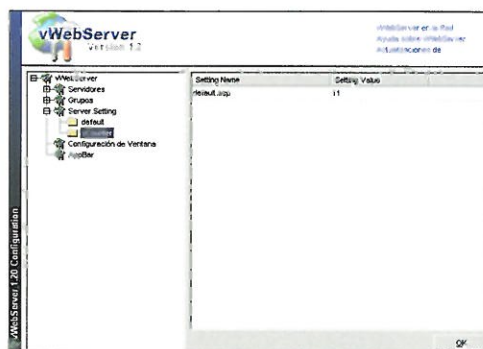 vWebServer
Version 1.2
vWebServer en la Red
Ayuda sobre vWebServer
Actualizaciones de
vWebServer
Servidores
Grupos
Server Setting
default
Configuración de Ventana
AppBar
Setting Name
Setting Value
default.asp
OK
vWebServer 1.20 Configuration